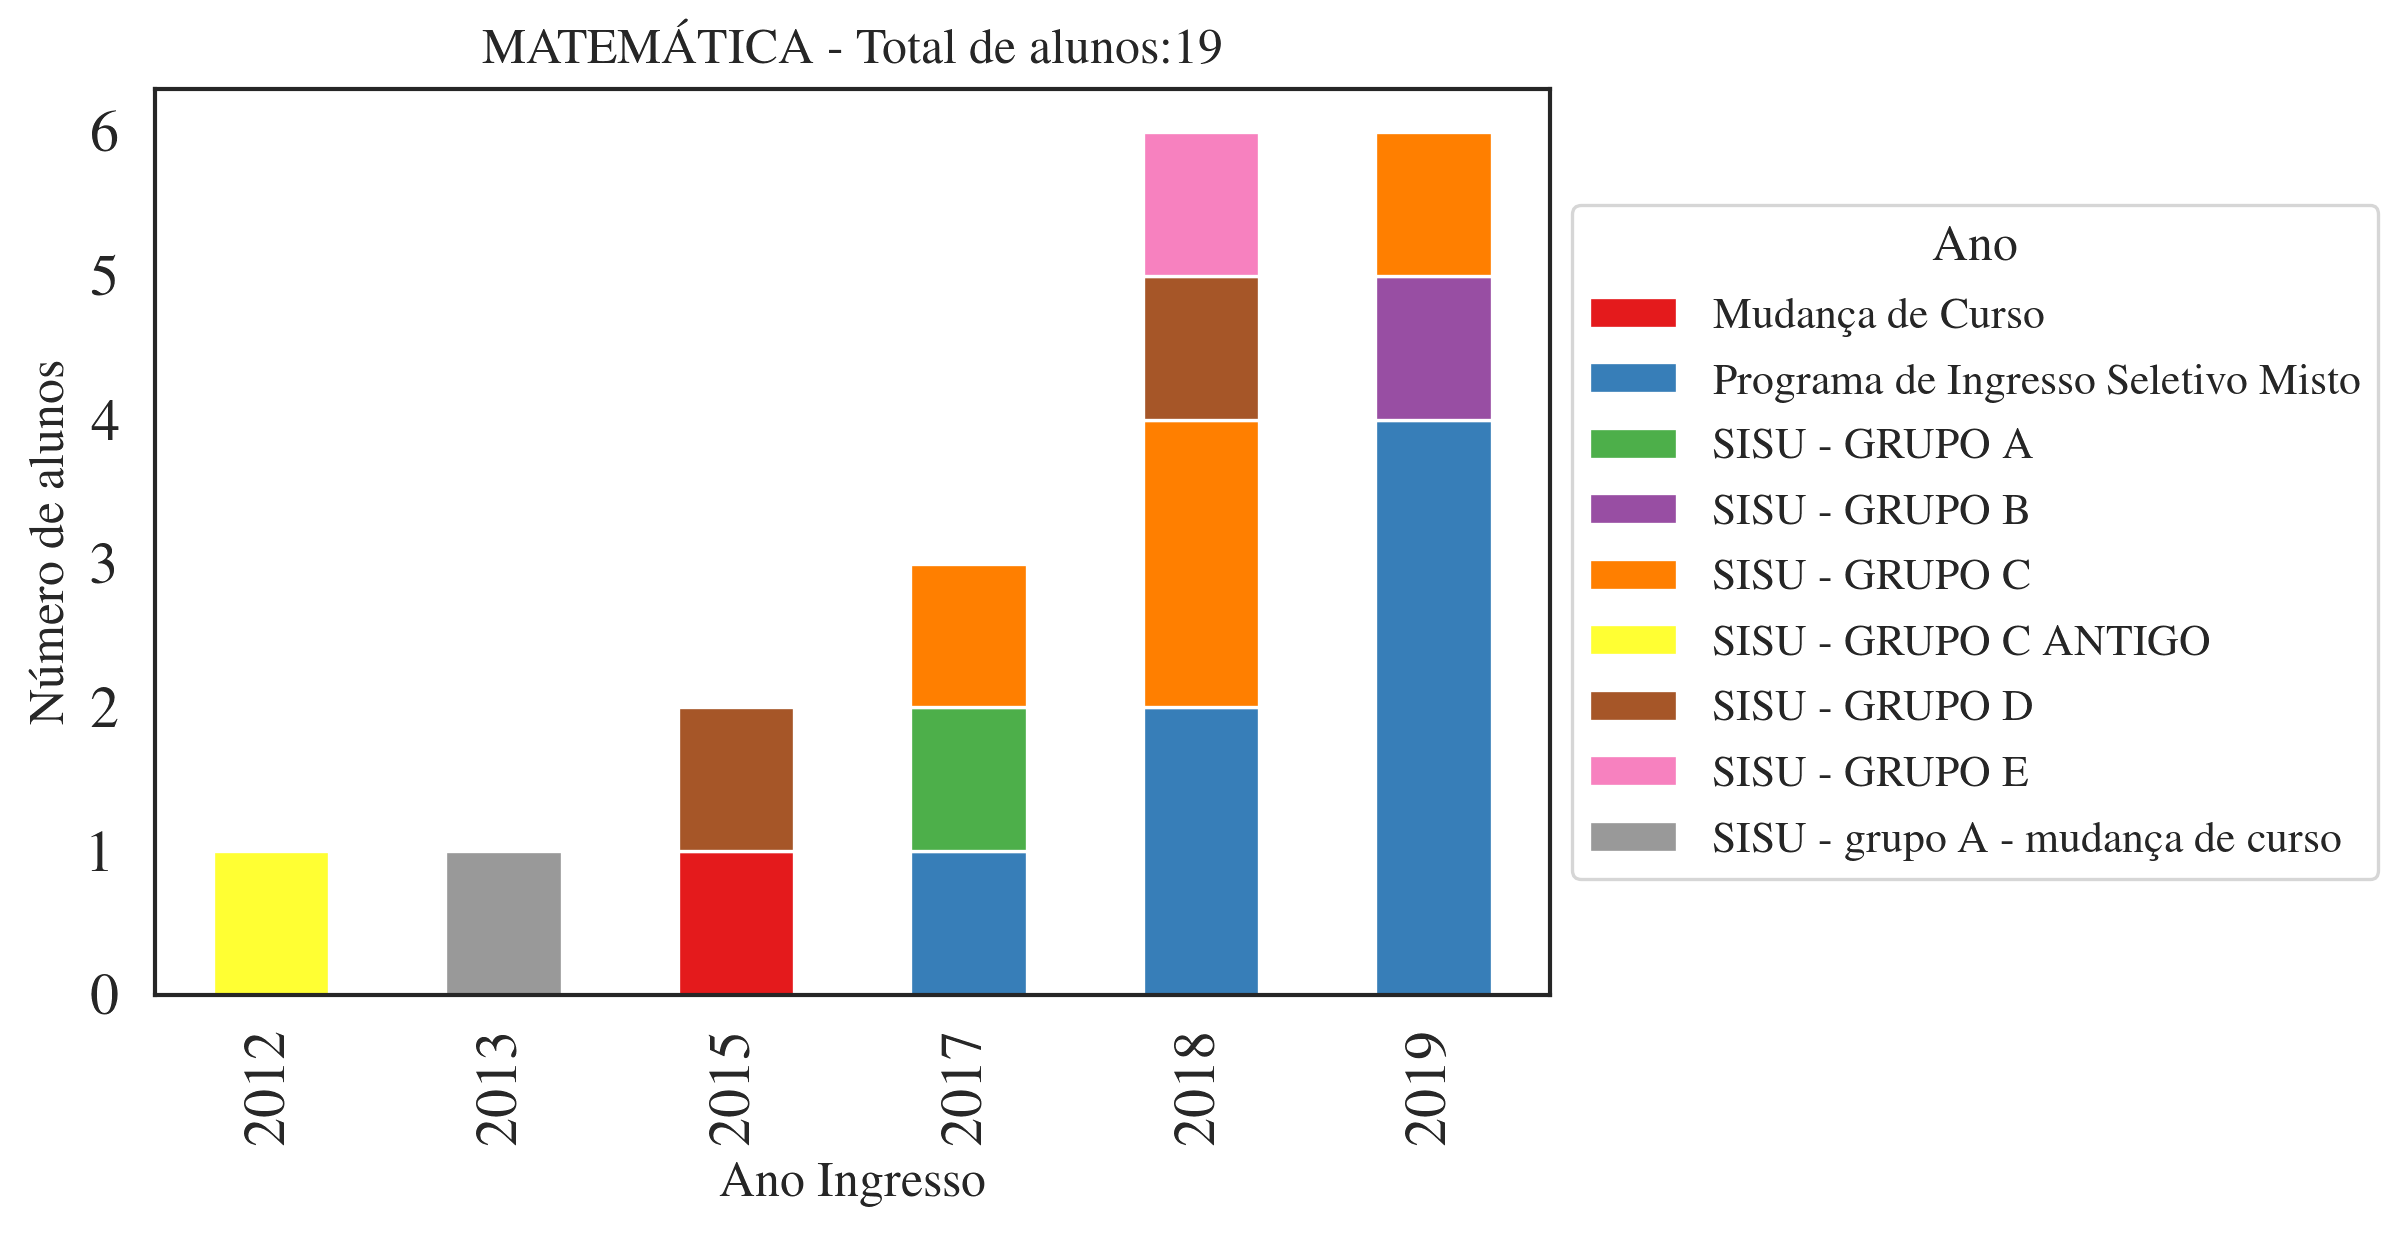 MATEMÁTICA - Total de alunos:19
Número de alunos
6
5
4
3
2
1
0
2012
2013
2015
2017
2018
2019
Ano Ingresso
Ano
Mudança de Curso
Programa de Ingresso Seletivo Misto
SISU - GRUPO A
SISU - GRUPO B
SISU - GRUPO C
SISU - GRUPO C ANTIGO
SISU - GRUPO D
SISU - GRUPO E
SISU - grupo A - mudança de curso